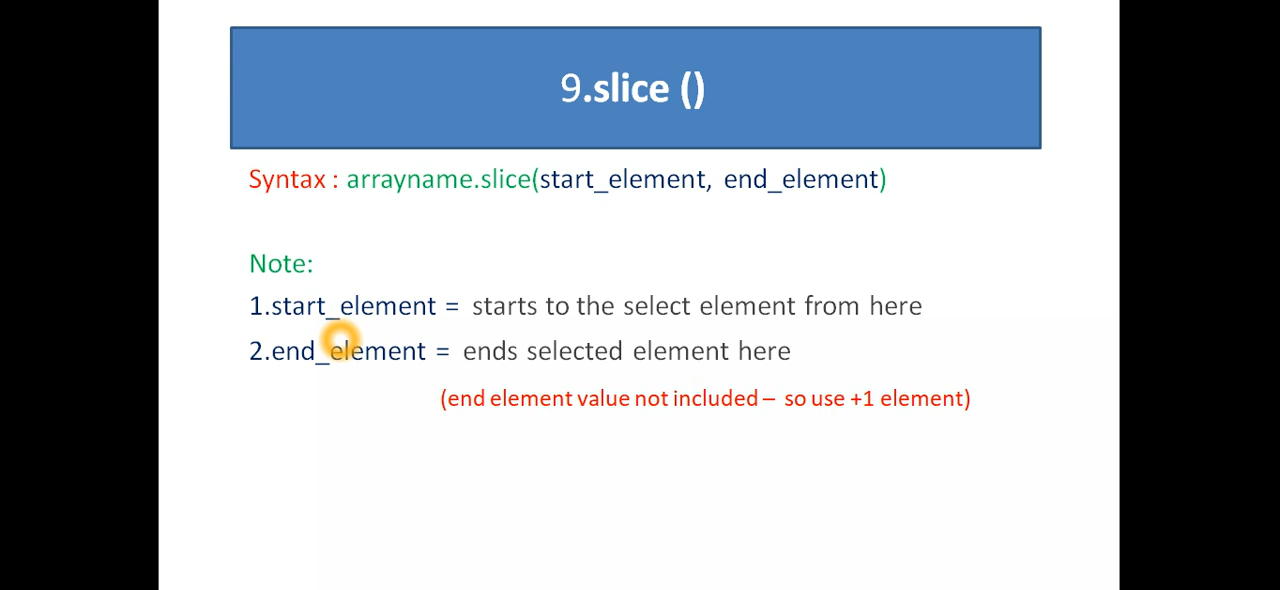 9.slice ()
Syntax : arrayname.slice(start_element, end_element)
Note:
1.start_element = starts to the select element from here
2.end_element = ends selected element here
(end element value not included – so use +1 element)